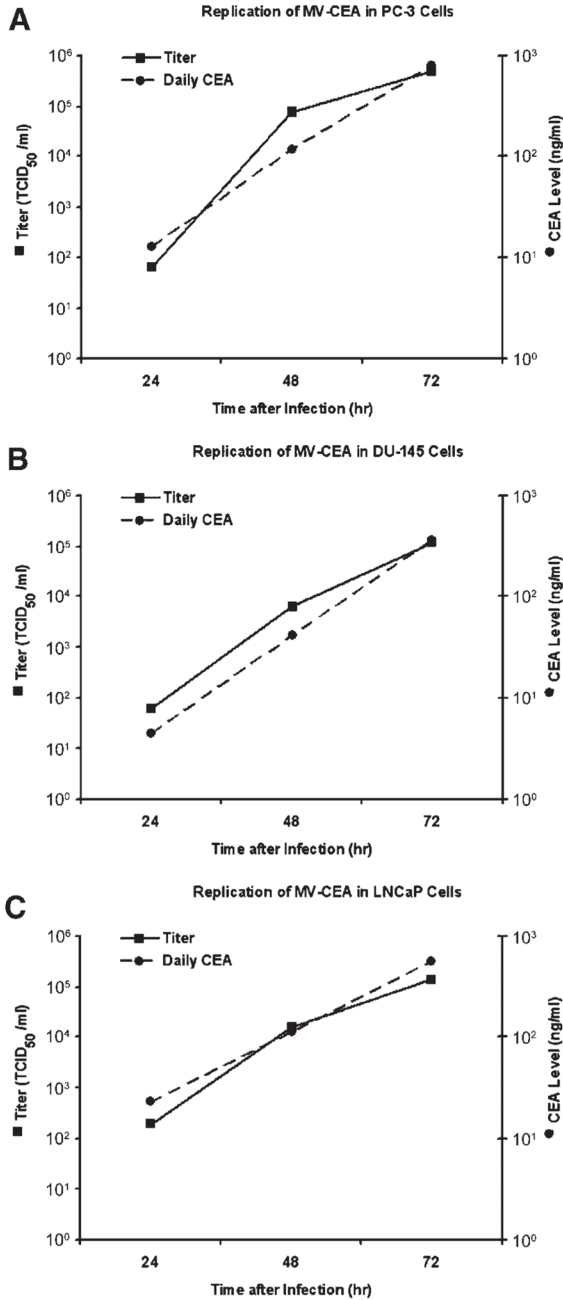 A
Replication of MV-CEA in PC-3 Cells
Titer
Daily CEA
10⁶
10⁵
10⁴
10³
10²
10¹
10⁰
■ Titer (TCID₅₀/ml)
10³
10²
10¹
10⁰
● CEA Level (ng/ml)
24 48 72
Time after Infection (hr)
B
Replication of MV-CEA in DU-145 Cells
Titer
Daily CEA
10⁶
10⁵
10⁴
10³
10²
10¹
10⁰
■ Titer (TCID₅₀/ml)
10³
10²
10¹
10⁰
● CEA Level (ng/ml)
24 48 72
Time after Infection (hr)
C
Replication of MV-CEA in LNCaP Cells
Titer
Daily CEA
10⁶
10⁵
10⁴
10³
10²
10¹
10⁰
■ Titer (TCID₅₀/ml)
10³
10²
10¹
10⁰
● CEA Level (ng/ml)
24 48 72
Time after Infection (hr)